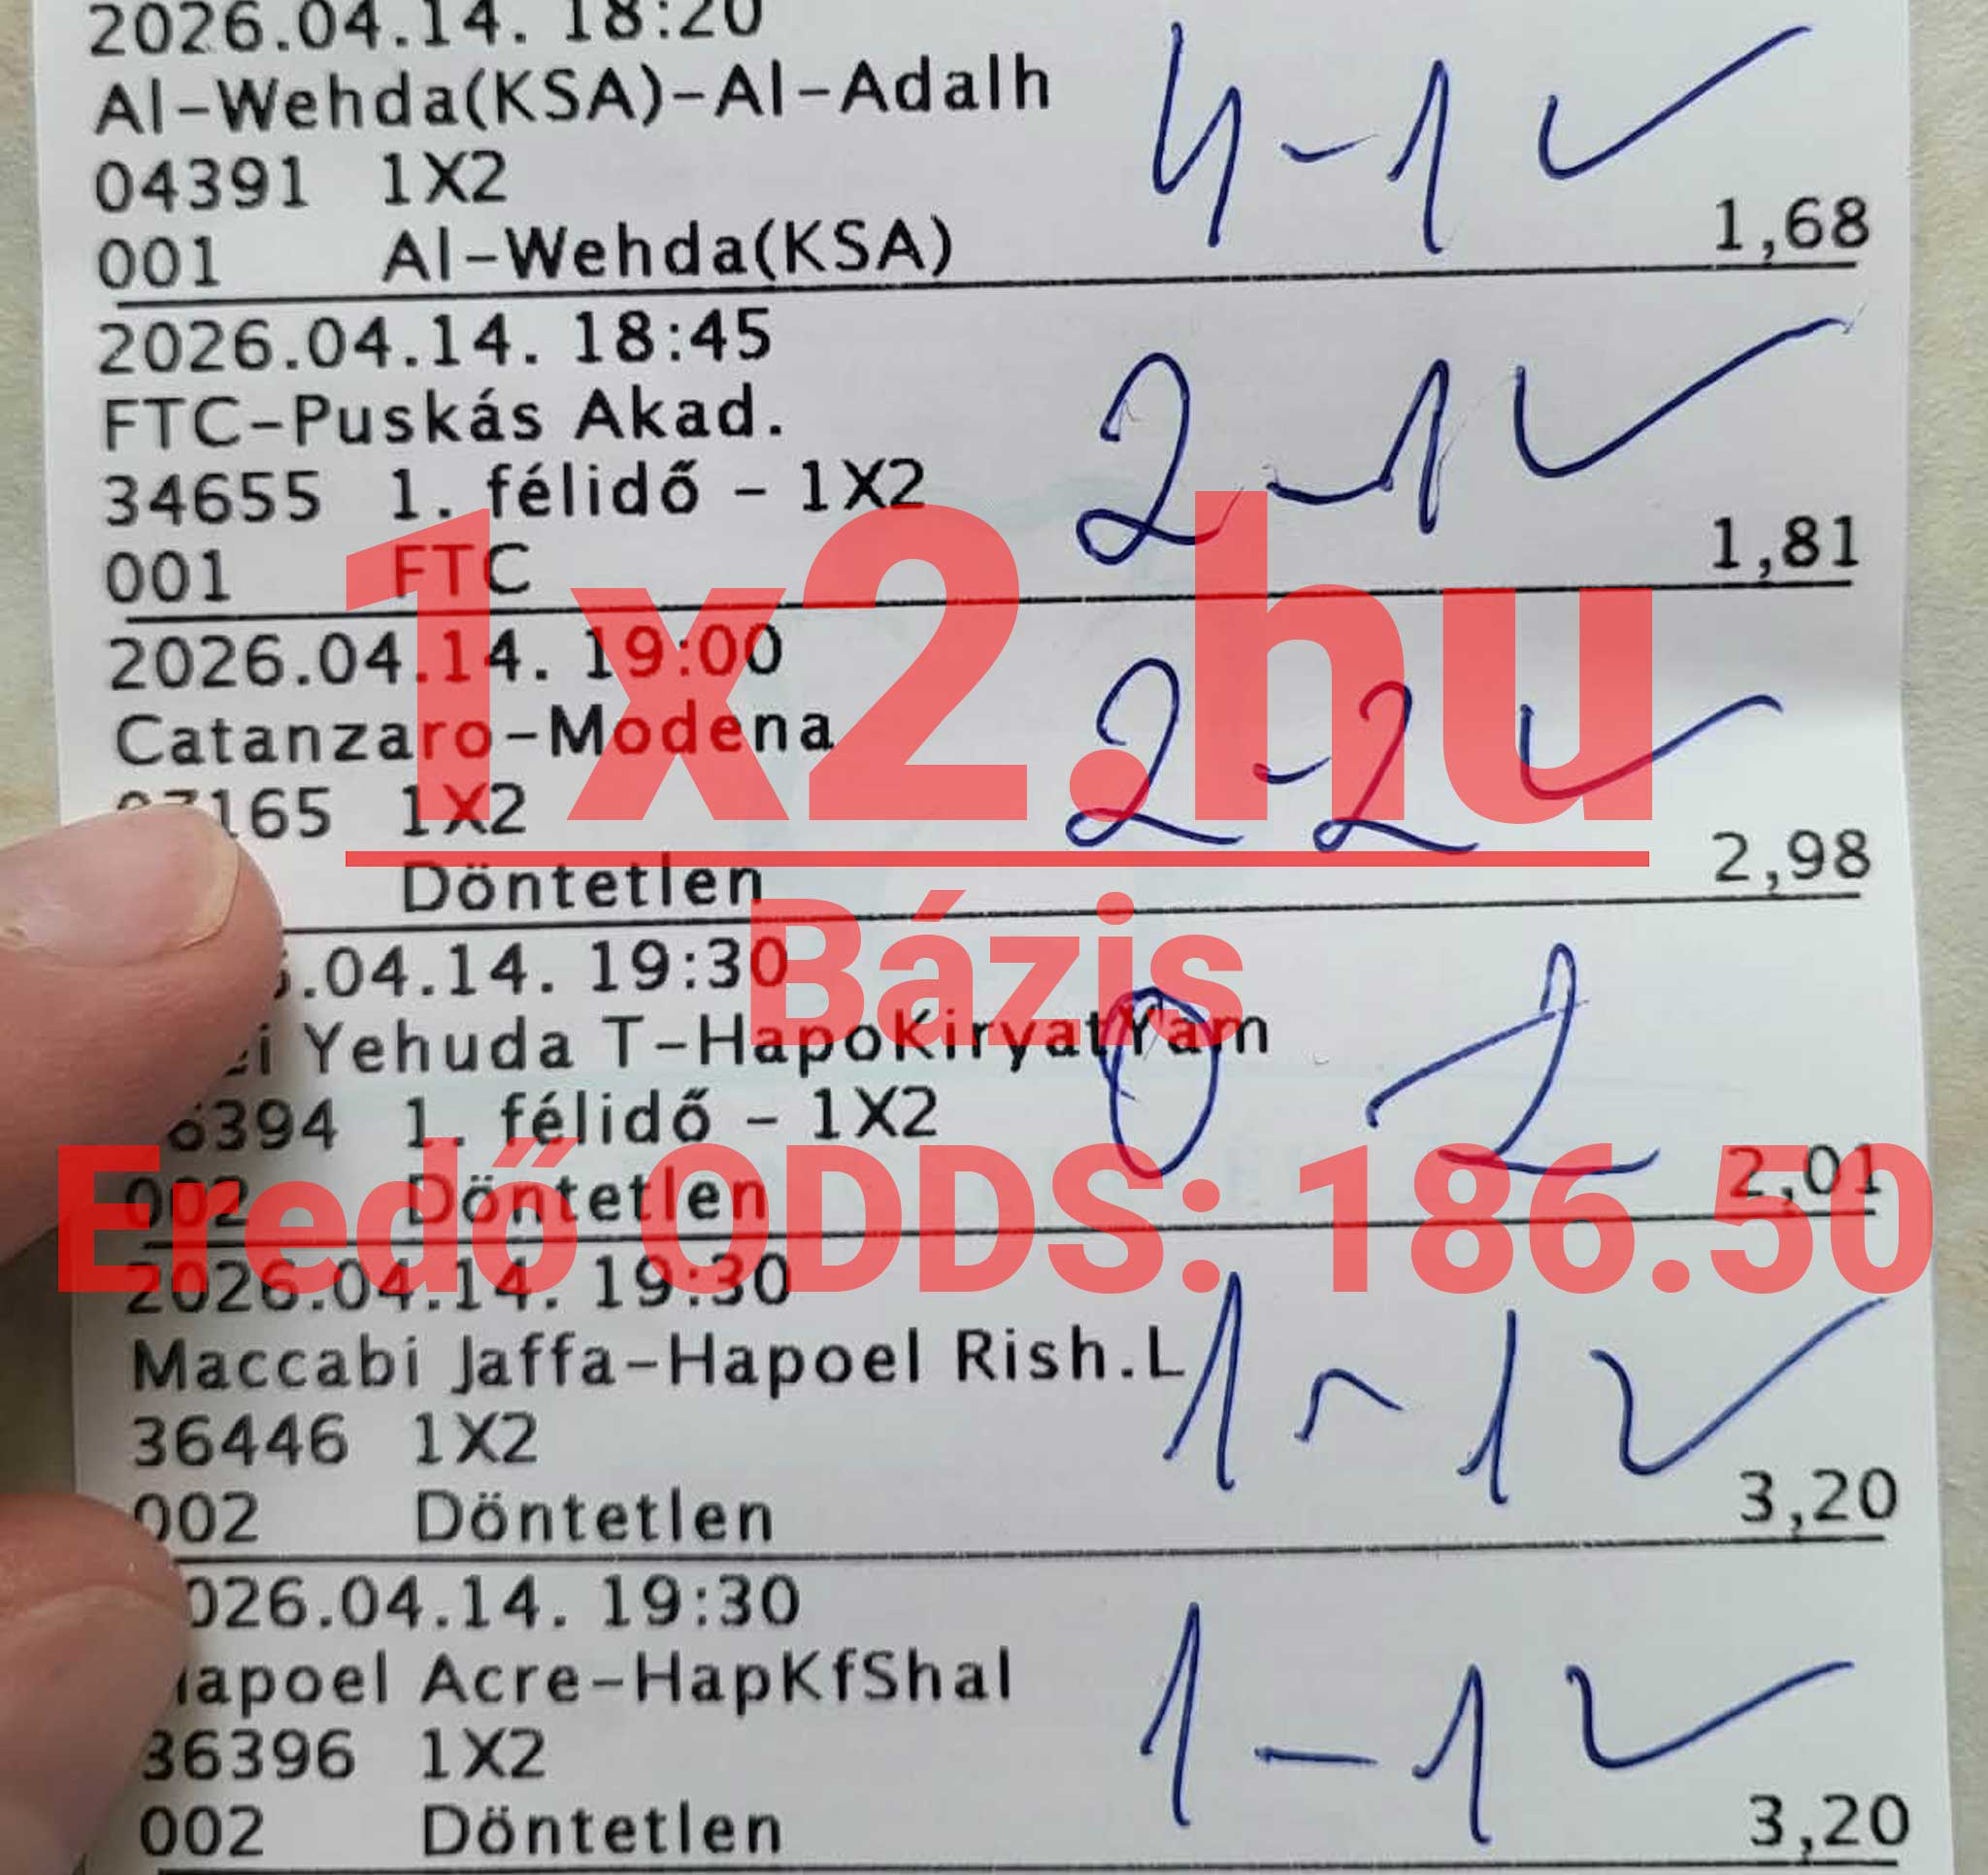 2026.04.14. 18:20
Al-Wehda(KSA)-Al-Adalh
4-1
04391 1X2
001 Al-Wehda(KSA) 1,68
2026.04.14. 18:45
FTC-Puskás Akad.
2-1
34655 1. félidő - 1X2
001 FTC 1,81
1x2.hu
2026.04.14. 19:00
Catanzaro-Modena
2-2
165 1X2
Döntetlen 2,98
Bázis
.04.14. 19:30
i Yehuda T-HapoKiryatYam
0 2
6394 1. félidő - 1X2
002 Döntetlen 2,01
Eredő ODDS: 186.50
2026.04.14. 19:30
Maccabi Jaffa-Hapoel Rish.L
1-1
36446 1X2
002 Döntetlen 3,20
026.04.14. 19:30
apoel Acre-HapKfShal
1-1
36396 1X2
002 Döntetlen 3,20